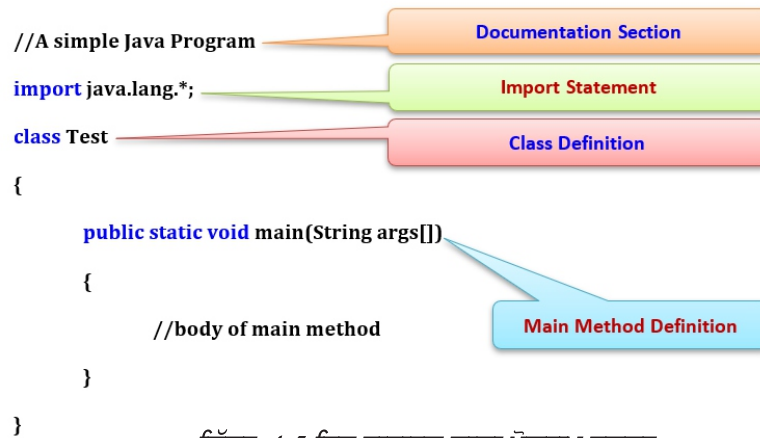 //A simple Java Program
Documentation Section
import java.lang.*;
Import Statement
class Test
Class Definition
{
public static void main(String args[])
{
Main Method Definition
//body of main method
}
}